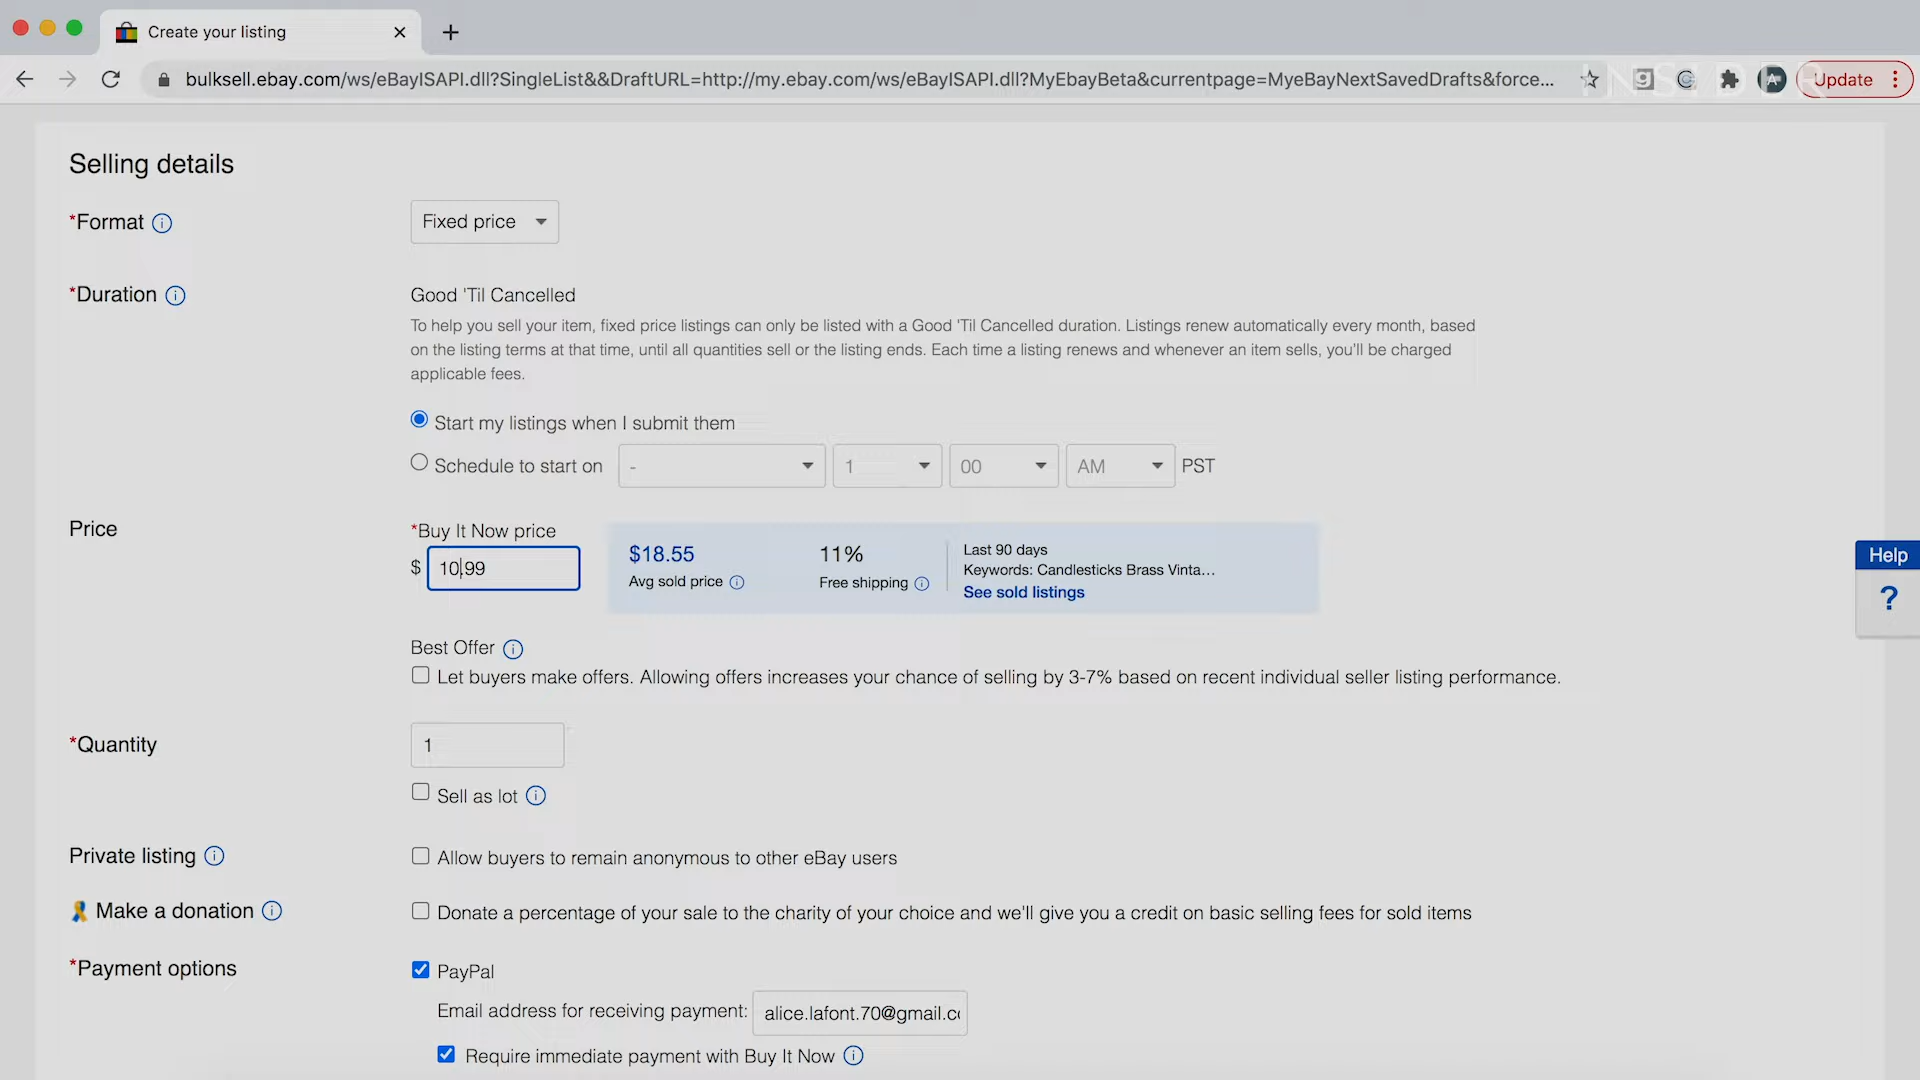 Create your listing
bulksell.ebay.com/ws/eBayISAPI.dll?SingleList&&DraftURL=http://my.ebay.com/ws/eBayISAPI.dll?MyEbayBeta&currentpage=MyeBayNextSavedDrafts&force...
Update
Selling details
*Format
Fixed price
*Duration
Good 'Til Cancelled
To help you sell your item, fixed price listings can only be listed with a Good 'Til Cancelled duration. Listings renew automatically every month, based
on the listing terms at that time, until all quantities sell or the listing ends. Each time a listing renews and whenever an item sells, you'll be charged
applicable fees.
Start my listings when I submit them
Schedule to start on - 1 00 AM PST
Price
*Buy It Now price
$ 10.99
$18.55
Avg sold price
11%
Free shipping
Last 90 days
Keywords: Candlesticks Brass Vinta...
See sold listings
Help
?
Best Offer
Let buyers make offers. Allowing offers increases your chance of selling by 3-7% based on recent individual seller listing performance.
*Quantity
1
Sell as lot
Private listing
Allow buyers to remain anonymous to other eBay users
Make a donation
Donate a percentage of your sale to the charity of your choice and we'll give you a credit on basic selling fees for sold items
*Payment options
PayPal
Email address for receiving payment: alice.lafont.70@gmail.c
Require immediate payment with Buy It Now